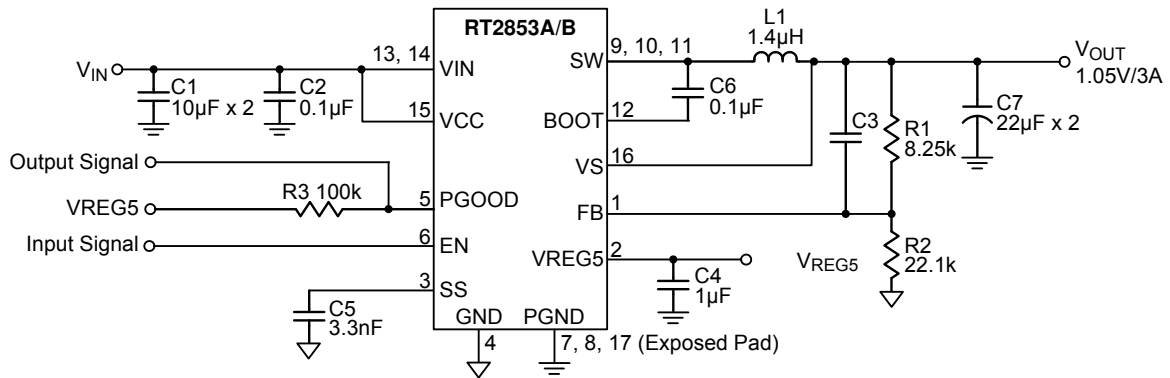 RT2853A/B
V_IN
C1
10µF x 2
C2
0.1µF
13, 14
VIN
15
VCC
Output Signal
VREG5
R3 100k
5
PGOOD
Input Signal
6
EN
3
SS
C5
3.3nF
GND
4
PGND
7, 8, 17 (Exposed Pad)
SW
9, 10, 11
L1
1.4µH
BOOT
12
C6
0.1µF
VS
16
FB
1
VREG5
2
C4
1µF
V_REG5
C3
R1
8.25k
R2
22.1k
C7
22µF x 2
V_OUT
1.05V/3A